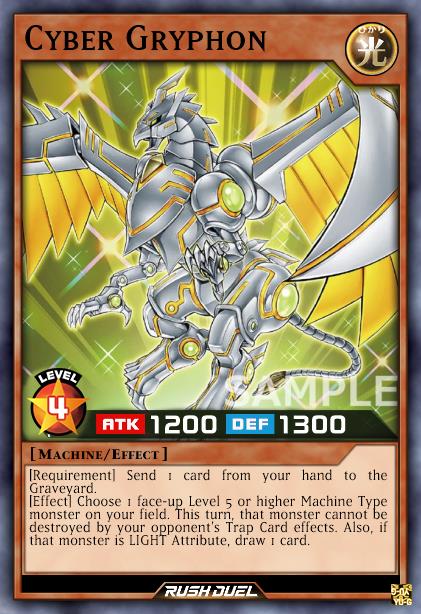 CYBER GRYPHON
ひかり
光
SAMPLE
LEVEL
4
ATK 1200 DEF 1300
[MACHINE/EFFECT]
[Requirement] Send 1 card from your hand to the
Graveyard.
[Effect] Choose 1 face-up Level 5 or higher Machine Type
monster on your field. This turn, that monster cannot be
destroyed by your opponent's Trap Card effects. Also, if
that monster is LIGHT Attribute, draw 1 card.
RUSH DUEL